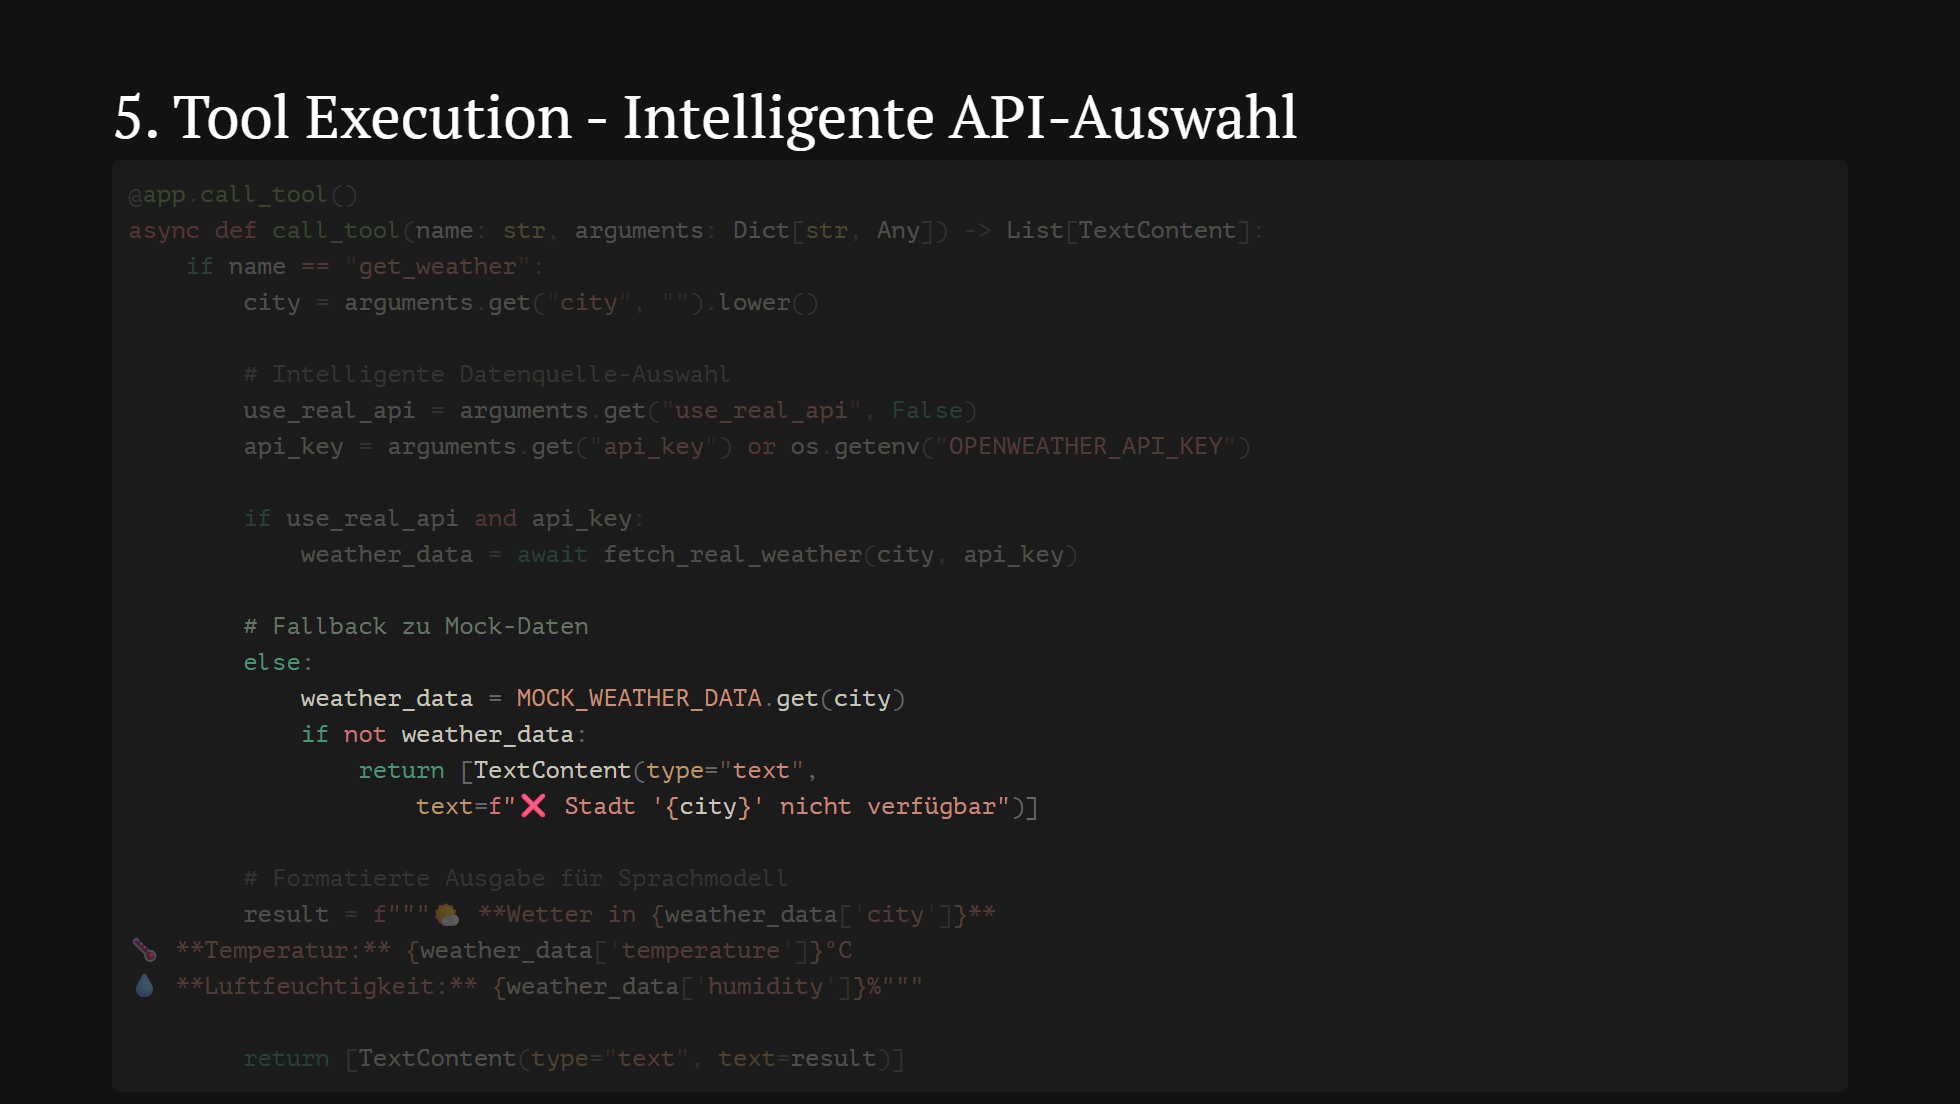 5. Tool Execution - Intelligente API-Auswahl
@app.call_tool()
async def call_tool(name: str, arguments: Dict[str, Any]) -> List[TextContent]:
    if name == "get_weather":
        city = arguments.get("city", "").lower()

        # Intelligente Datenquelle-Auswahl
        use_real_api = arguments.get("use_real_api", False)
        api_key = arguments.get("api_key") or os.getenv("OPENWEATHER_API_KEY")

        if use_real_api and api_key:
            weather_data = await fetch_real_weather(city, api_key)

        # Fallback zu Mock-Daten
        else:
            weather_data = MOCK_WEATHER_DATA.get(city)
            if not weather_data:
                return [TextContent(type="text",
                    text=f"❌ Stadt '{city}' nicht verfügbar")]

        # Formatierte Ausgabe für Sprachmodell
        result = f"""🌤️ **Wetter in {weather_data['city']}**
🌡️ **Temperatur:** {weather_data['temperature']}°C
💧 **Luftfeuchtigkeit:** {weather_data['humidity']}%"""

        return [TextContent(type="text", text=result)]